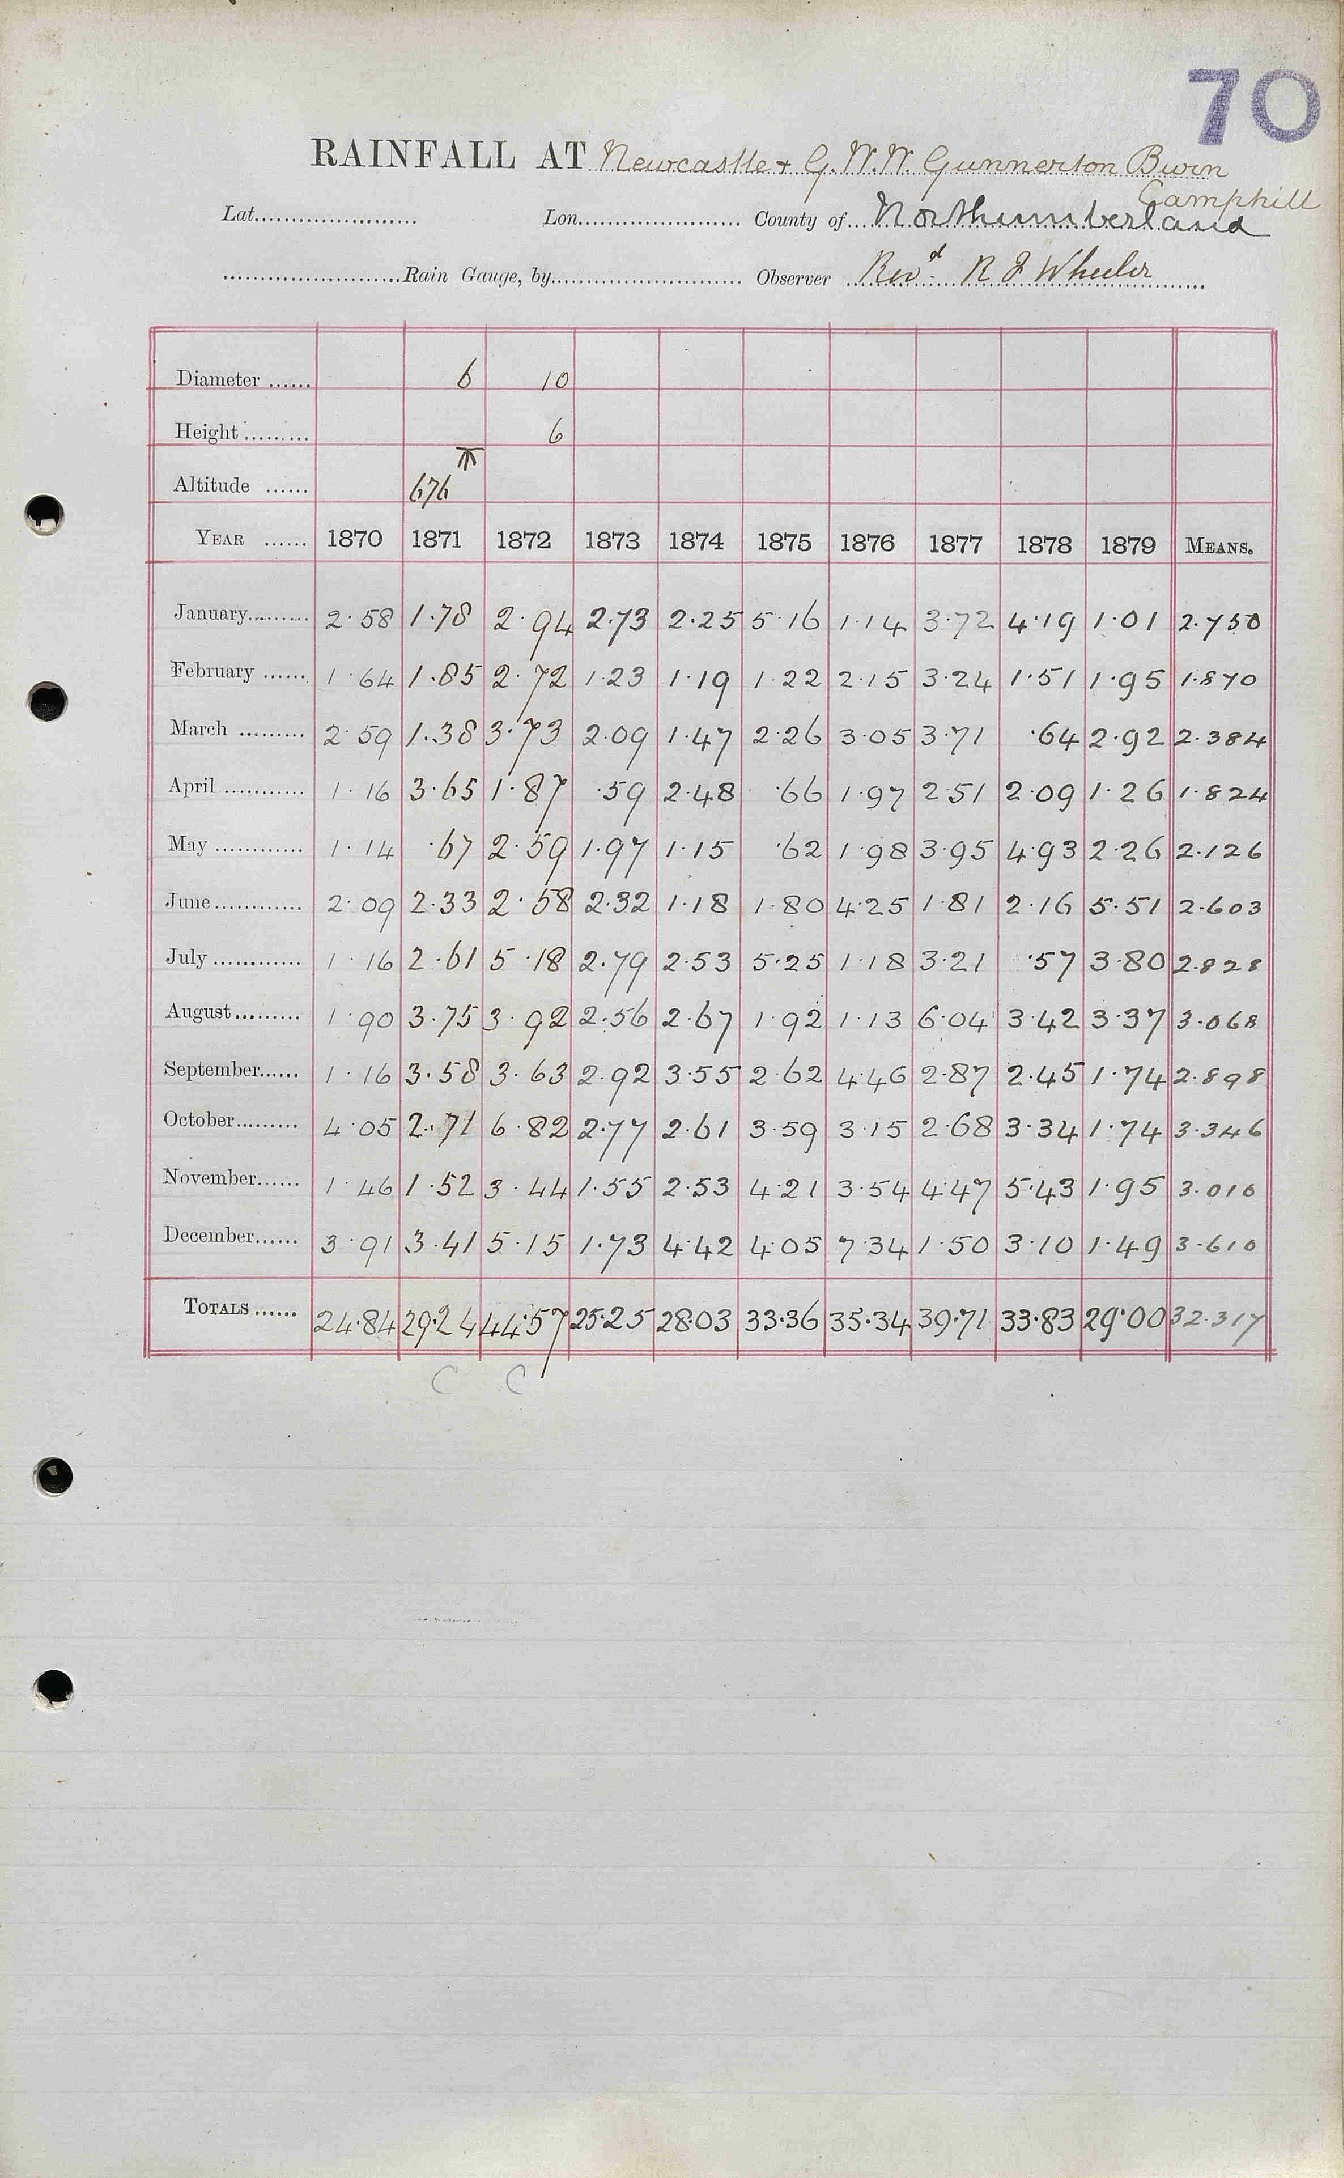 70
RAINFALL AT Newcastle & G. W. W. Gunnerton Burn
Camphill
Lat. Lon. County of Northumberland
Rain Gauge, by Observer Revd. R J Wheeler
Diameter 6 10
Height 6
Altitude 676
YEAR 1870 1871 1872 1873 1874 1875 1876 1877 1878 1879 MEANS.
January 2.58 1.78 2.94 2.73 2.25 5.16 1.14 3.72 4.19 1.01 2.750
February 1.64 1.85 2.72 1.23 1.19 1.22 2.15 3.24 1.51 1.95 1.870
March 2.59 1.38 3.73 2.09 1.47 2.26 3.05 3.71 .64 2.92 2.384
April 1.16 3.65 1.87 .59 2.48 .66 1.97 2.51 2.09 1.26 1.824
May 1.14 .67 2.59 1.97 1.15 .62 1.98 3.95 4.93 2.26 2.126
June 2.09 2.33 2.58 2.32 1.18 1.80 4.25 1.81 2.16 5.51 2.603
July 1.16 2.61 5.18 2.79 2.53 5.25 1.18 3.21 .57 3.80 2.828
August 1.90 3.75 3.92 2.56 2.67 1.92 1.13 6.04 3.42 3.37 3.068
September 1.16 3.58 3.63 2.92 3.55 2.62 4.46 2.87 2.45 1.74 2.898
October 4.05 2.71 6.82 2.77 2.61 3.59 3.15 2.68 3.34 1.74 3.346
November 1.46 1.52 3.44 1.55 2.53 4.21 3.54 4.47 5.43 1.95 3.010
December 3.91 3.41 5.15 1.73 4.42 4.05 7.34 1.50 3.10 1.49 3.610
TOTALS 24.84 29.24 44.57 25.25 28.03 33.36 35.34 39.71 33.83 29.00 32.317
C C